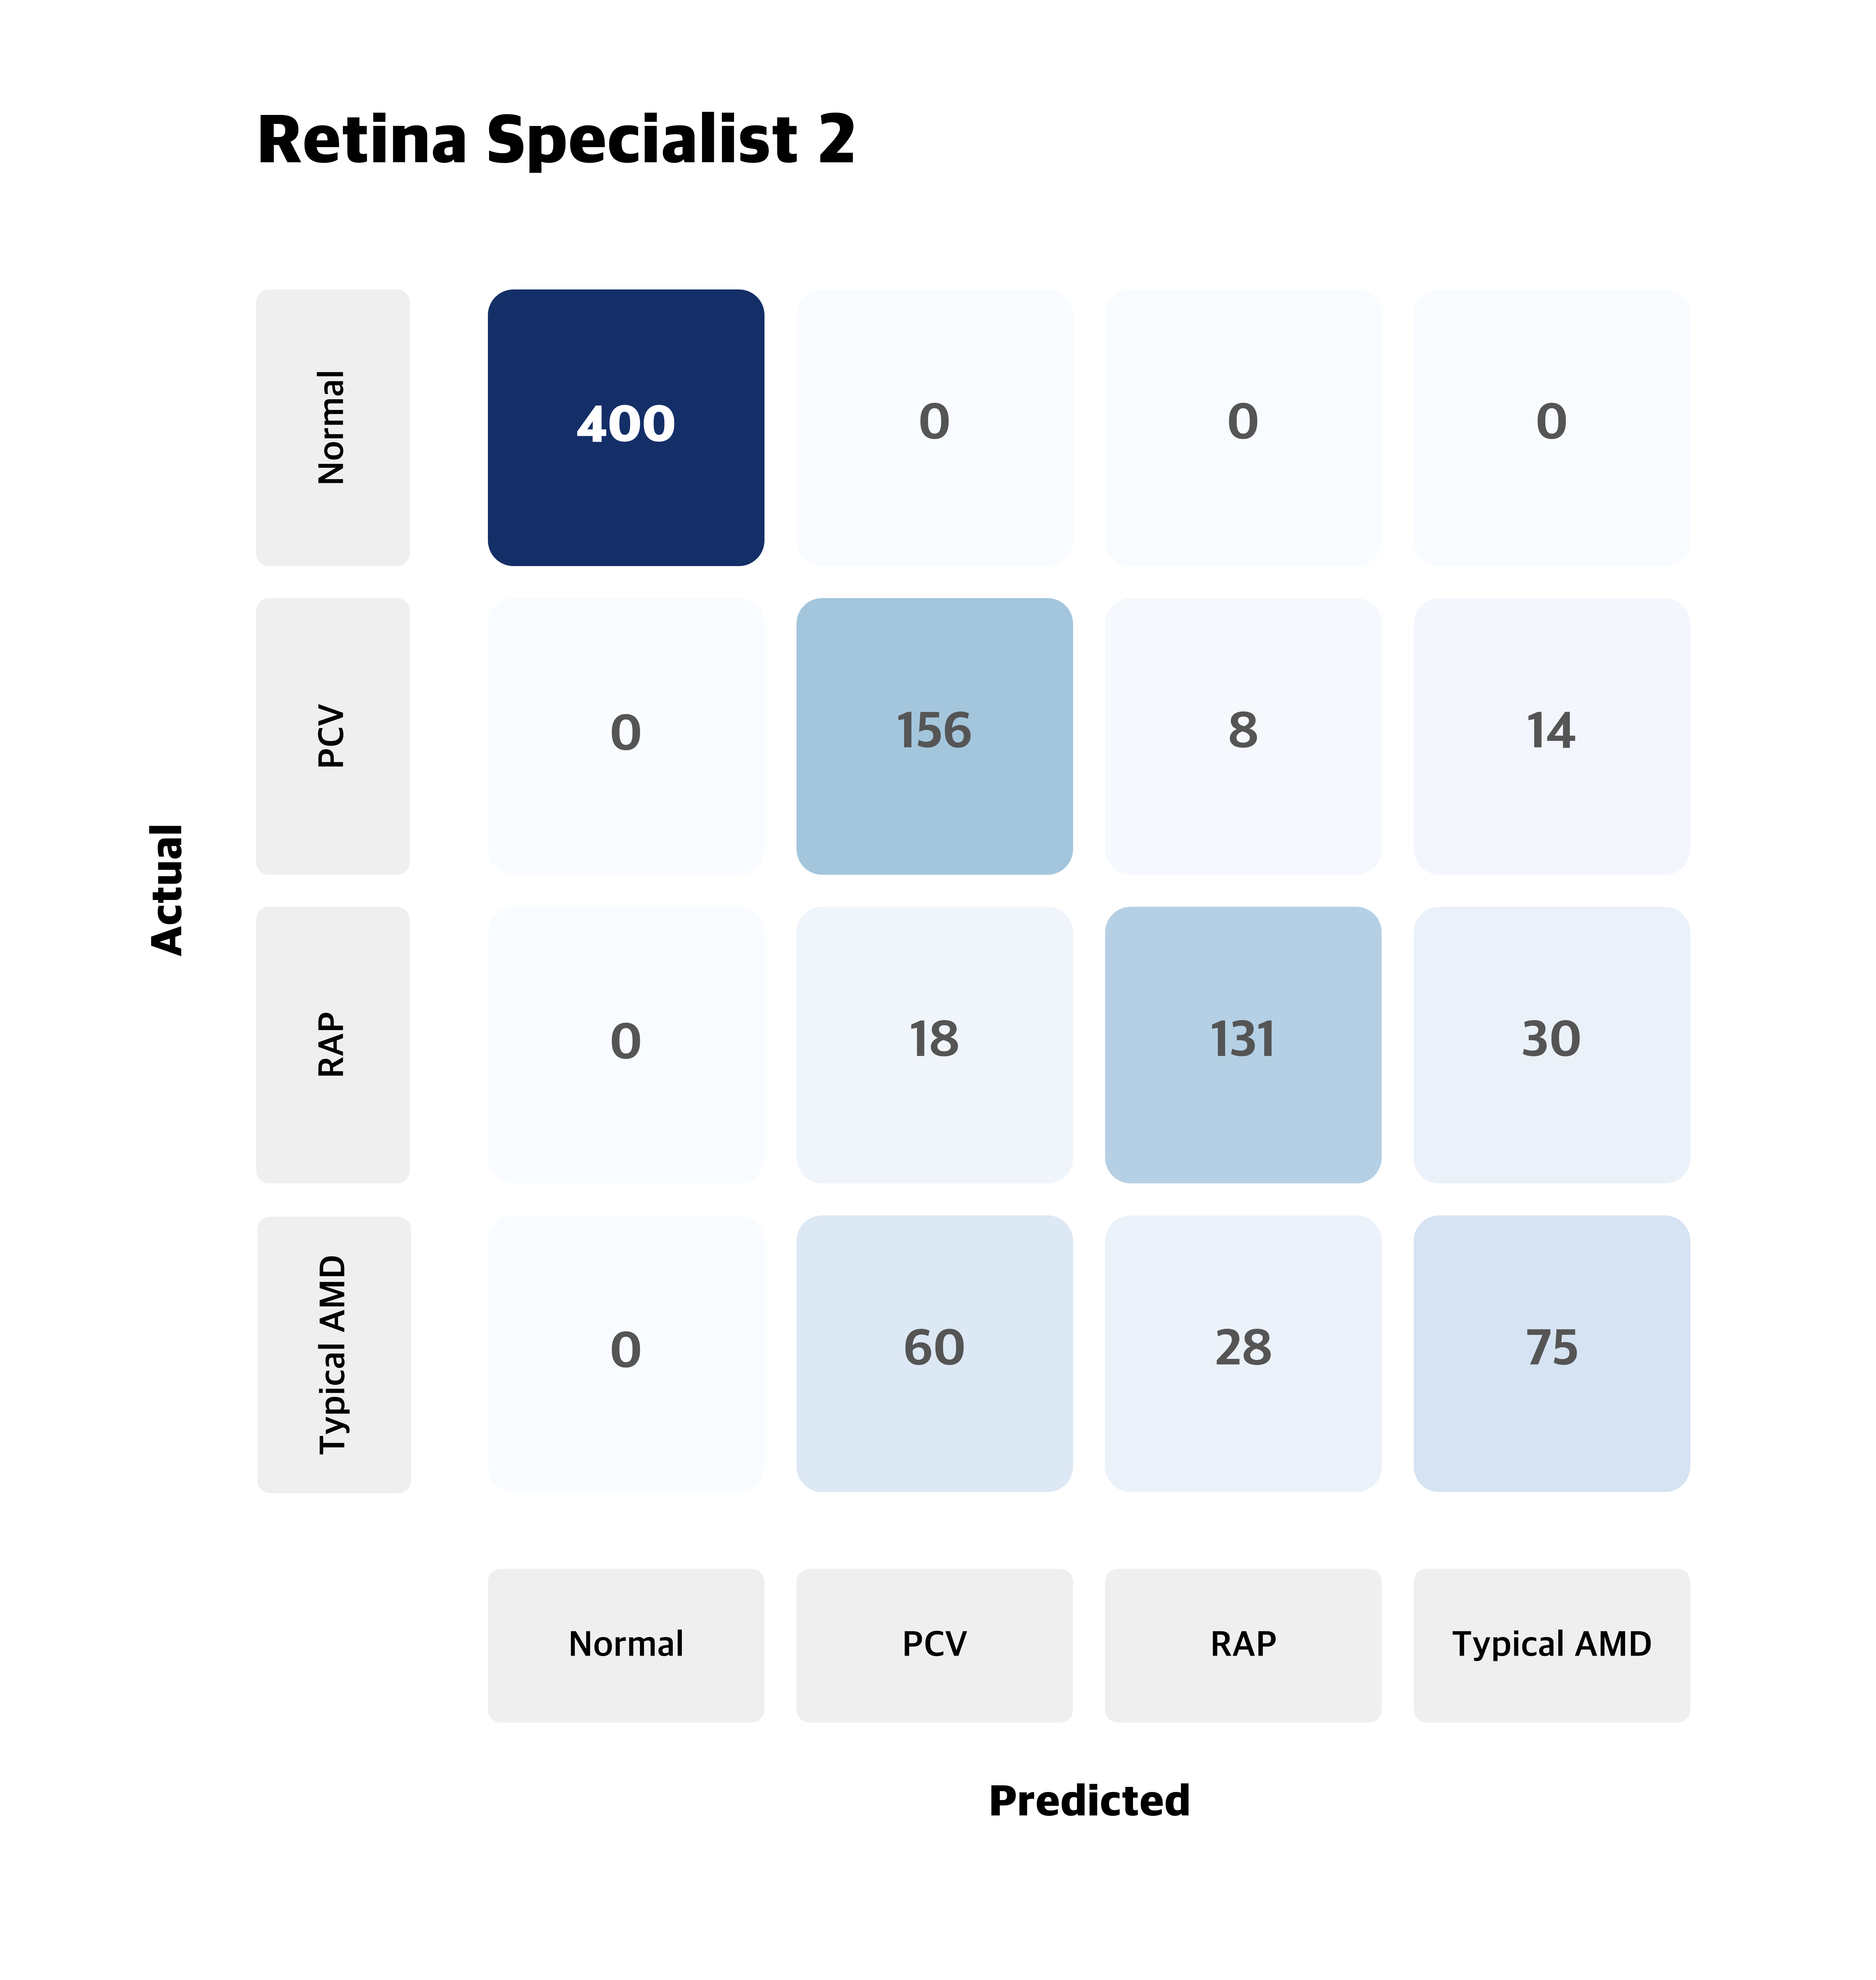 Retina Specialist 2
Actual
Normal
400 0 0 0
PCV
0 156 8 14
RAP
0 18 131 30
Typical AMD
0 60 28 75
Normal PCV RAP Typical AMD
Predicted